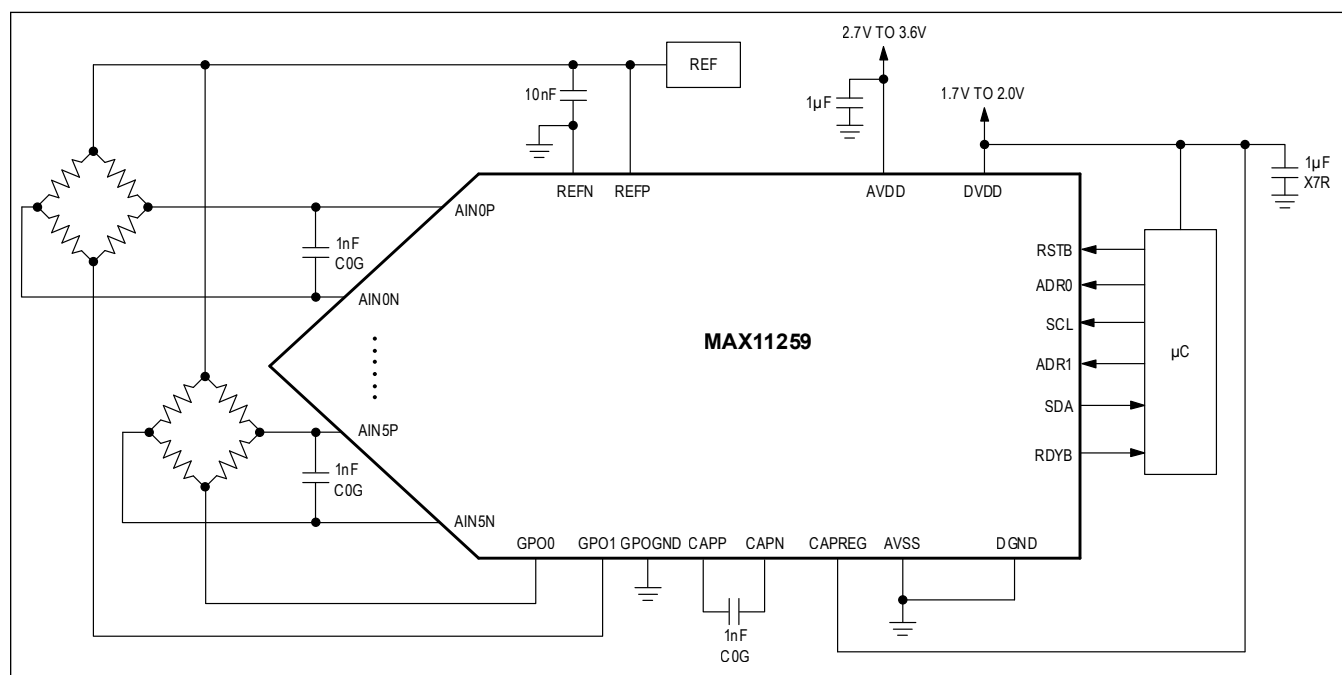 2.7V TO 3.6V
REF
10nF
1µF
1.7V TO 2.0V
1µF
X7R
REFN
REFP
AVDD
DVDD
AIN0P
1nF
C0G
AIN0N
RSTB
ADR0
SCL
ADR1
SDA
RDYB
µC
MAX11259
AIN5P
1nF
C0G
AIN5N
GPO0
GPO1
GPOGND
CAPP
CAPN
CAPREG
AVSS
DGND
1nF
C0G